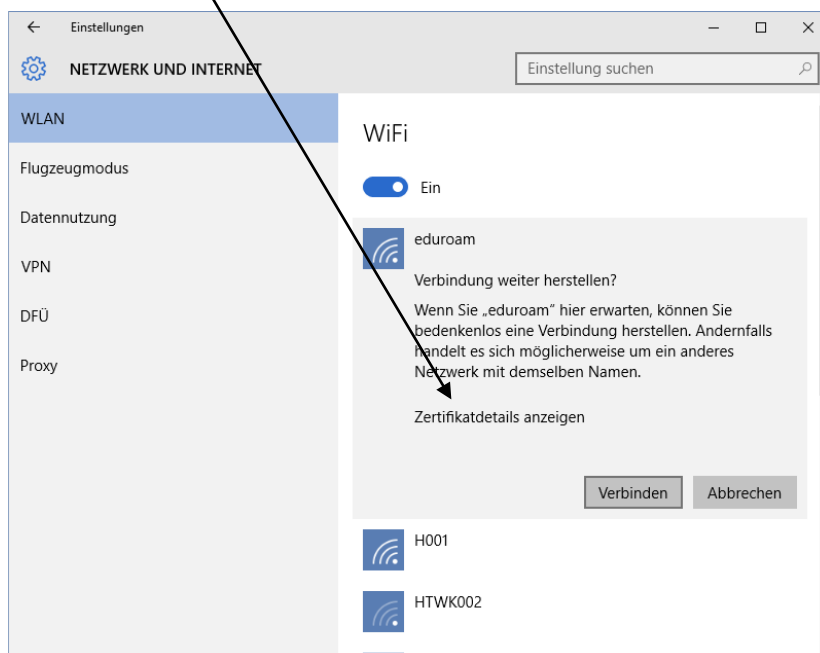 Einstellungen
NETZWERK UND INTERNET
Einstellung suchen
WLAN
Flugzeugmodus
Datennutzung
VPN
DFÜ
Proxy
WiFi
Ein
eduroam
Verbindung weiter herstellen?
Wenn Sie „eduroam“ hier erwarten, können Sie
bedenkenlos eine Verbindung herstellen. Andernfalls
handelt es sich möglicherweise um ein anderes
Netzwerk mit demselben Namen.
Zertifikatdetails anzeigen
Verbinden
Abbrechen
H001
HTWK002